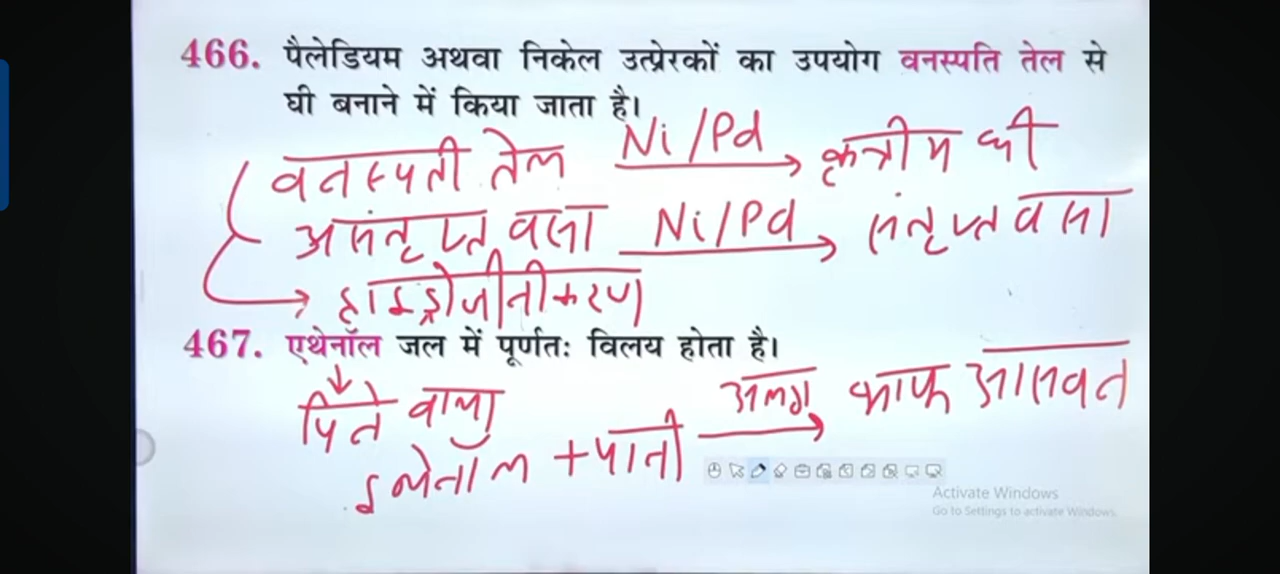 466. पैलेडियम अथवा निकेल उत्प्रेरकों का उपयोग वनस्पति तेल से
घी बनाने में किया जाता है।
वनस्पती तेल Ni/Pd कृत्रीम घी
असंतृप्त वसा Ni/Pd संतृप्त वसा
हाइड्रोजीनीकरण
467. एथेनॉल जल में पूर्णतः विलय होता है।
पिने वाला
इथेनॉल + पानी अलग भाफ आसवन
Activate Windows
Go to Settings to activate Windows.